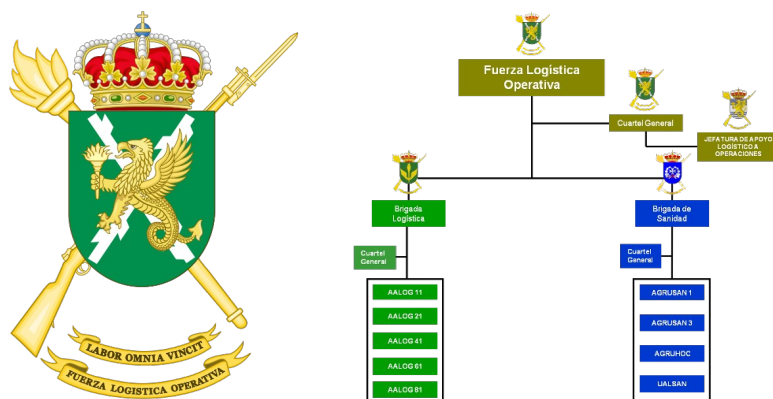 LABOR OMNIA VINCIT
FUERZA LOGISTICA OPERATIVA
Fuerza Logística
Operativa
Cuartel General
JEFATURA DE APOYO
LOGÍSTICO A
OPERACIONES
Brigada
Logística
Brigada de
Sanidad
Cuartel
General
Cuartel
General
AALOG 11
AALOG 21
AALOG 41
AALOG 61
AALOG 81
AGRUSAN 1
AGRUSAN 3
AGRUHOC
UALSAN